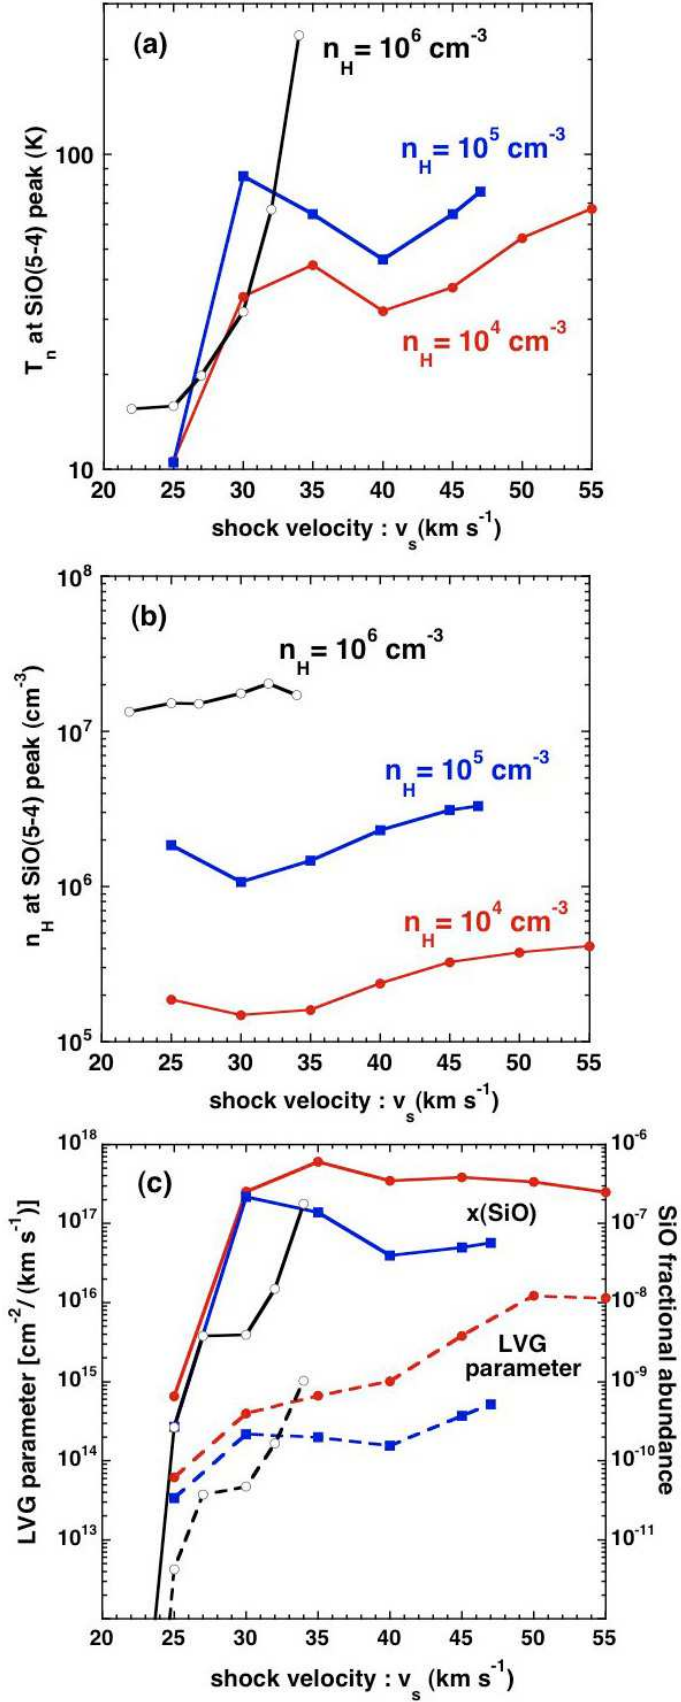 (a)
n_H = 10^6 cm^-3
n_H = 10^5 cm^-3
n_H = 10^4 cm^-3
T_n at SiO(5-4) peak (K)
100
10
20 25 30 35 40 45 50 55
shock velocity : v_s (km s^-1)
(b)
n_H = 10^6 cm^-3
n_H = 10^5 cm^-3
n_H = 10^4 cm^-3
n_H at SiO(5-4) peak (cm^-3)
10^8
10^7
10^6
10^5
20 25 30 35 40 45 50 55
shock velocity : v_s (km s^-1)
(c)
x(SiO)
LVG
parameter
LVG parameter [cm^-2/(km s^-1)]
10^18
10^17
10^16
10^15
10^14
10^13
10^-6
10^-7
10^-8
10^-9
10^-10
10^-11
SiO fractional abundance
20 25 30 35 40 45 50 55
shock velocity : v_s (km s^-1)